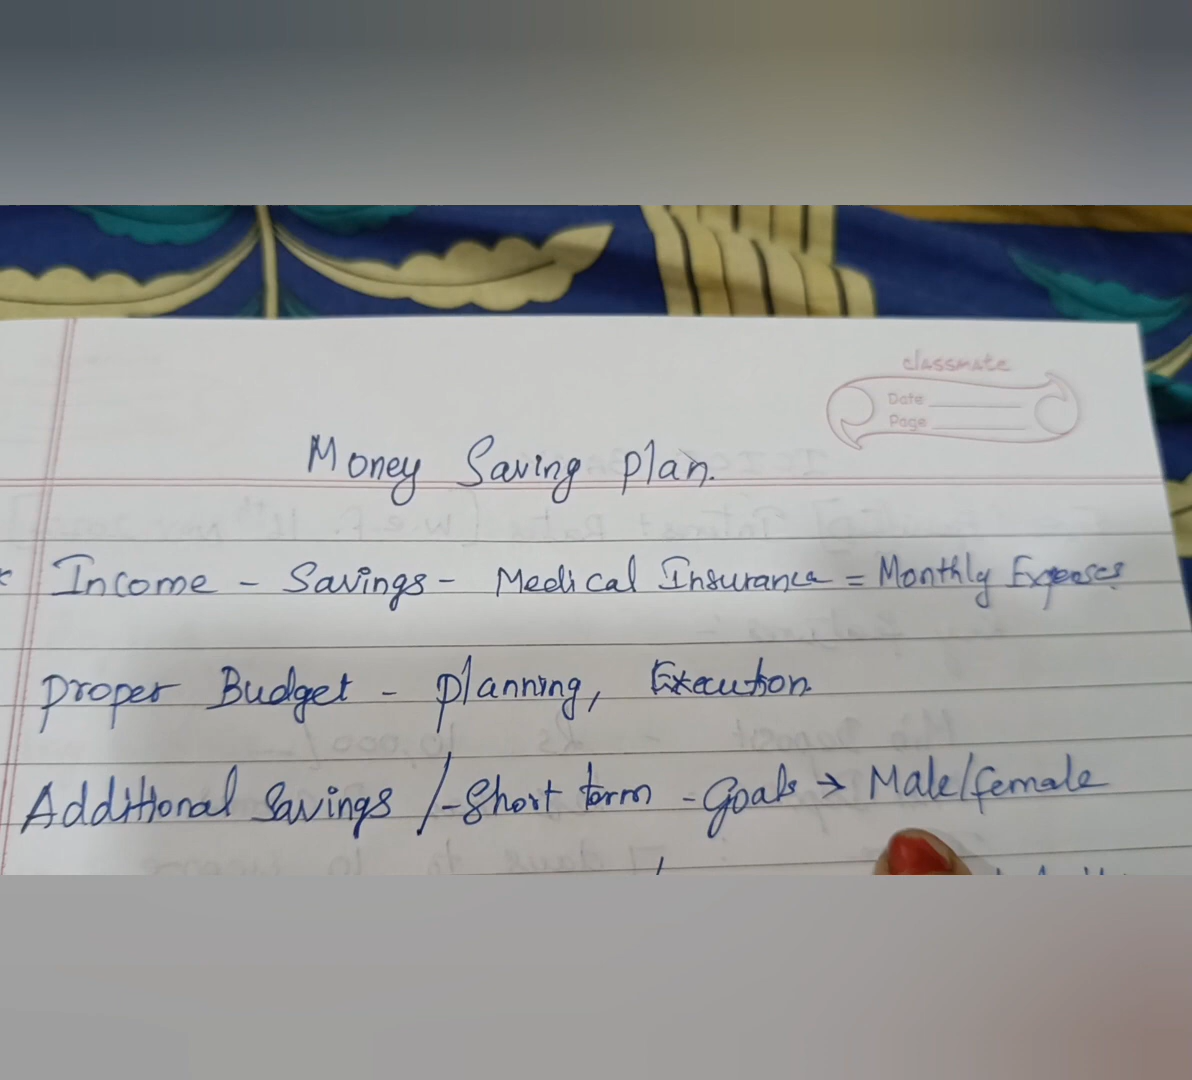 classmate
Date
Page
Money Saving plan.
Income - Savings - Medical Insurance = Monthly Expenses
proper Budget - planning, Execution.
Additional Savings /-Short term - Goals → Male/female